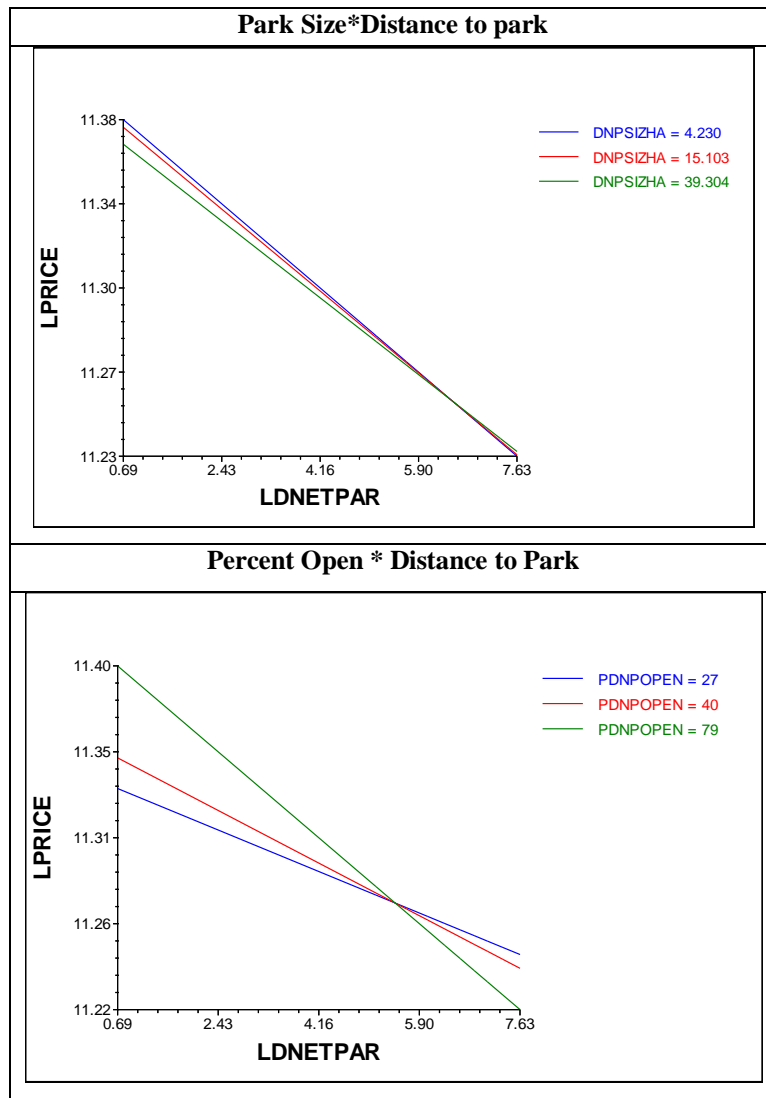 Park Size*Distance to park
11.38
11.34
11.30
11.27
11.23
LPRICE
0.69 2.43 4.16 5.90 7.63
LDNETPAR
DNPSIZHA = 4.230
DNPSIZHA = 15.103
DNPSIZHA = 39.304
Percent Open * Distance to Park
11.40
11.35
11.31
11.26
11.22
LPRICE
0.69 2.43 4.16 5.90 7.63
LDNETPAR
PDNPOPEN = 27
PDNPOPEN = 40
PDNPOPEN = 79